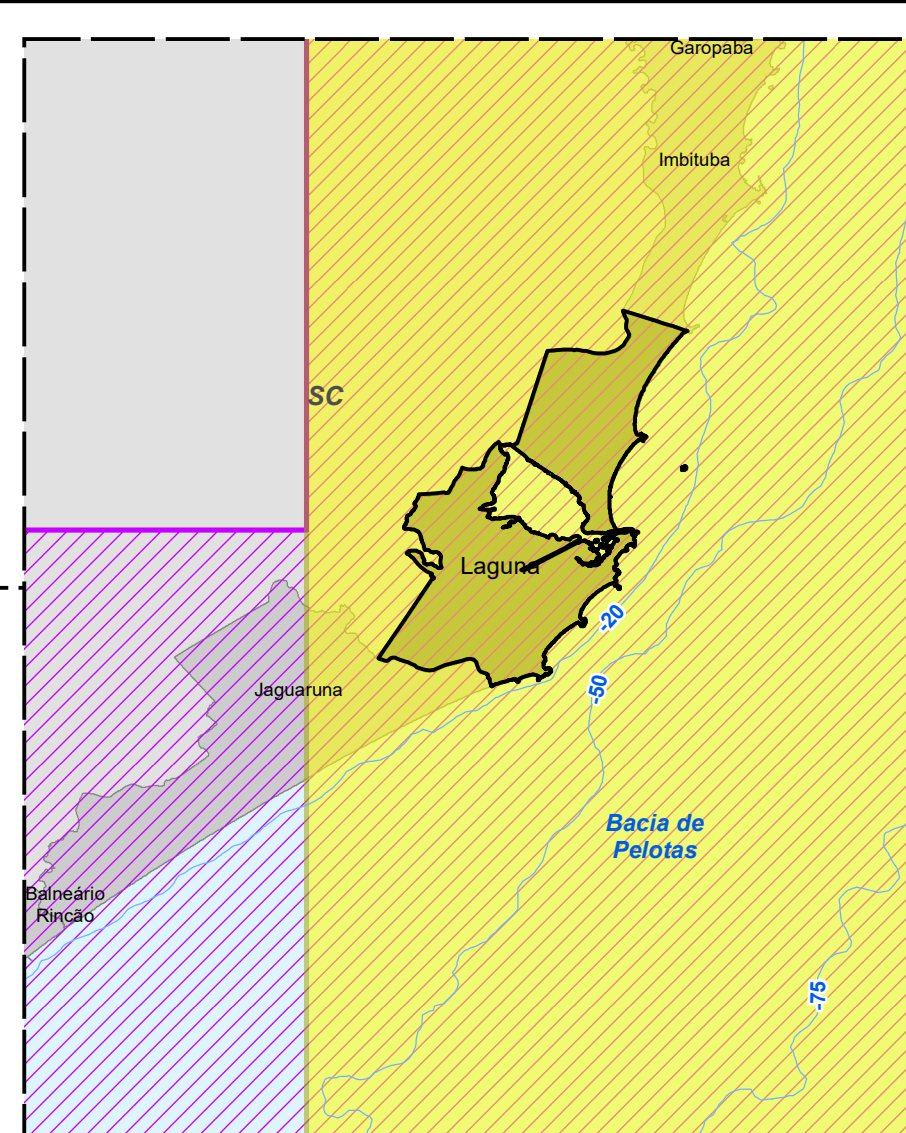 Garopaba
Imbituba
SC
Laguna
-20
-50
Jaguaruna
Bacia de
Pelotas
Balneário
Rincão
-75